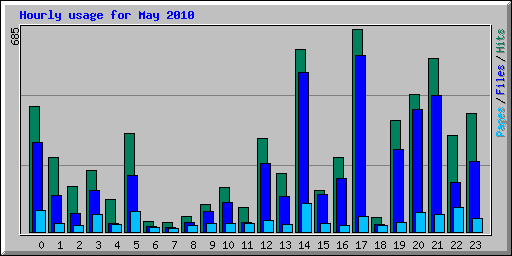 Hourly usage for May 2010
685
Pages/Files/Hits
0 1 2 3 4 5 6 7 8 9 10 11 12 13 14 15 16 17 18 19 20 21 22 23